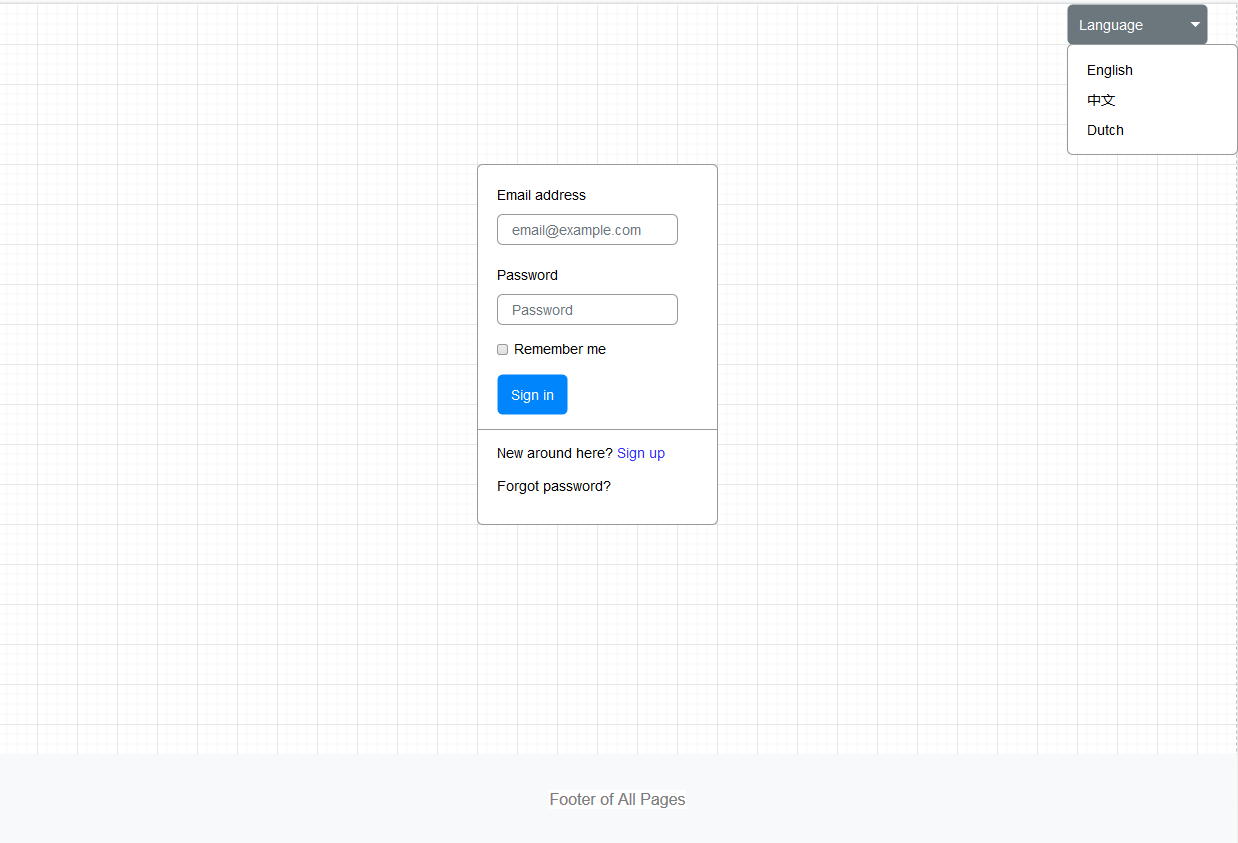 Language
English
中文
Dutch
Email address
email@example.com
Password
Password
Remember me
Sign in
New around here? Sign up
Forgot password?
Footer of All Pages